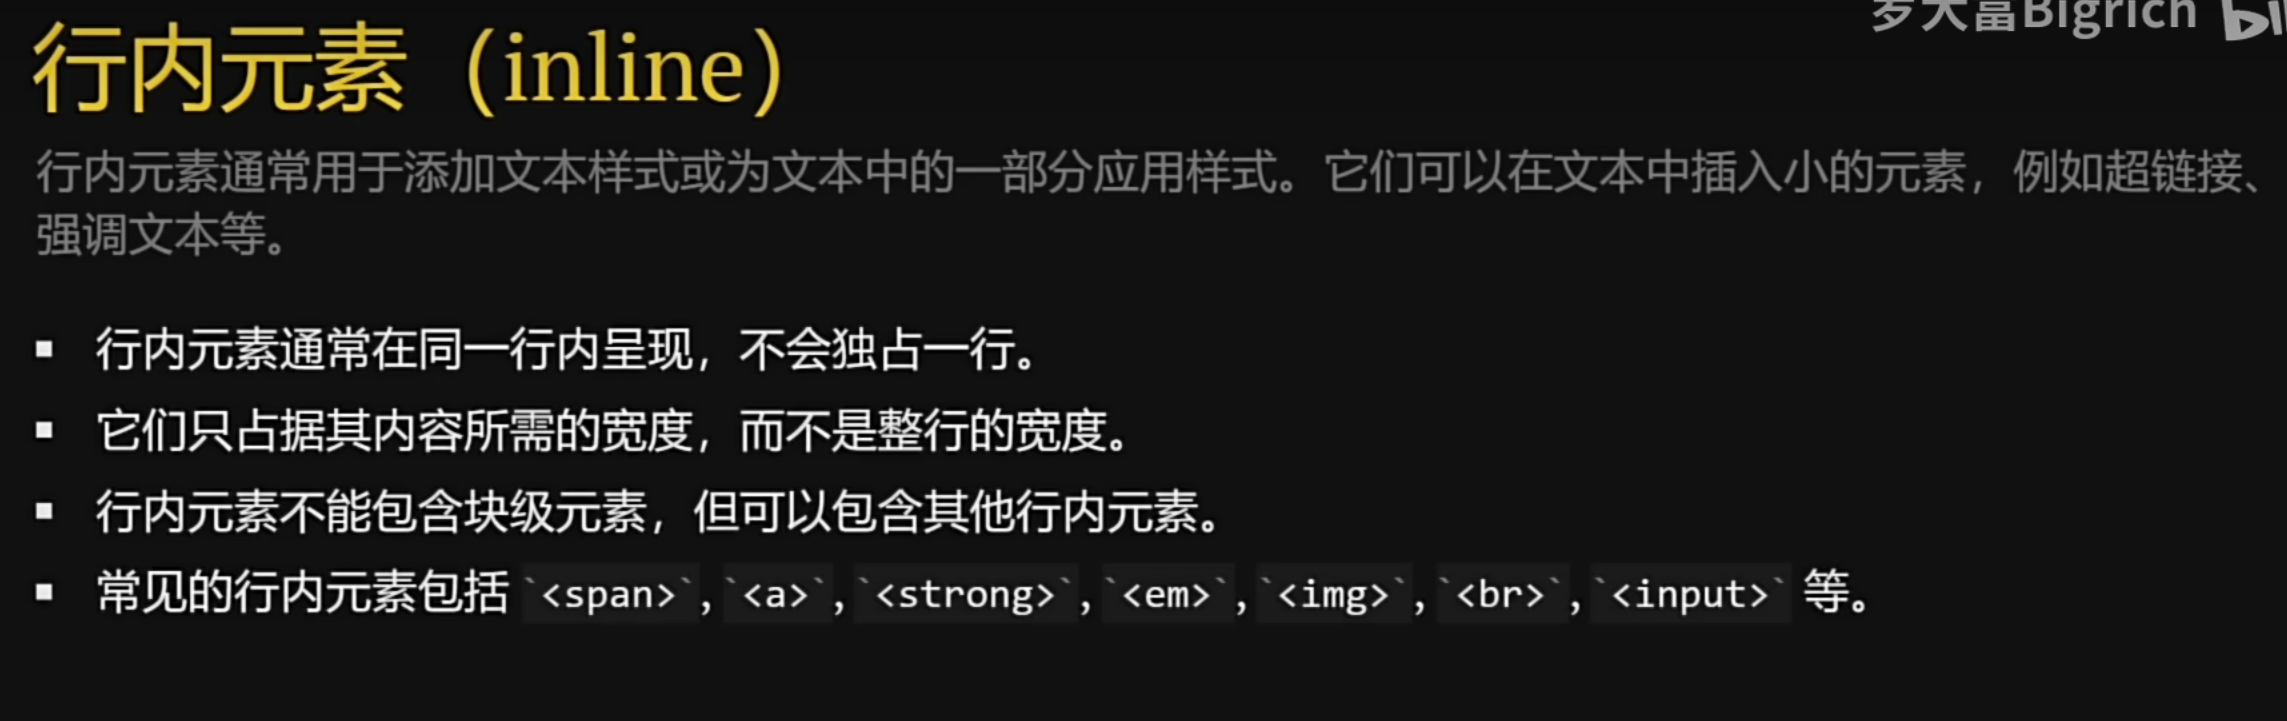 罗大富Bigrich
行内元素（inline）
行内元素通常用于添加文本样式或为文本中的一部分应用样式。它们可以在文本中插入小的元素，例如超链接、
强调文本等。
▪ 行内元素通常在同一行内呈现，不会独占一行。
▪ 它们只占据其内容所需的宽度，而不是整行的宽度。
▪ 行内元素不能包含块级元素，但可以包含其他行内元素。
▪ 常见的行内元素包括 `<span>`, `<a>`, `<strong>`, `<em>`, `<img>`, `<br>`, `<input>` 等。